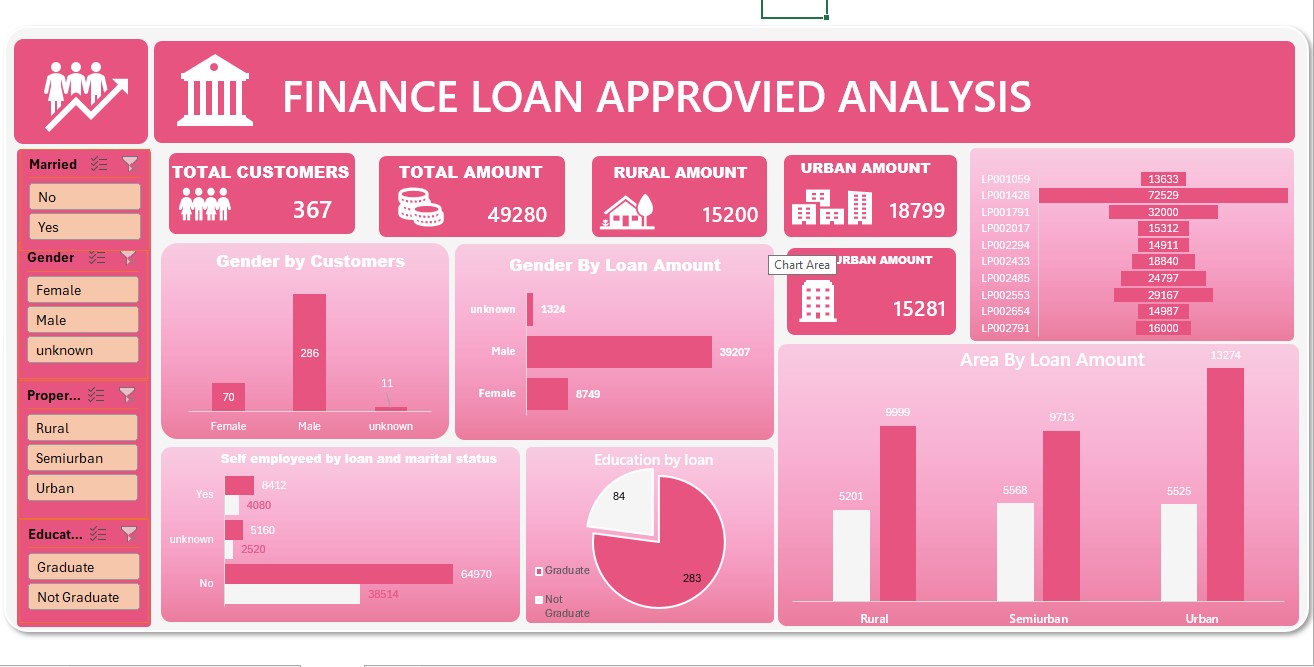 FINANCE LOAN APPROVIED ANALYSIS
Married
No
Yes
Gender
Female
Male
unknown
Proper...
Rural
Semiurban
Urban
Educat...
Graduate
Not Graduate
TOTAL CUSTOMERS
367
TOTAL AMOUNT
49280
RURAL AMOUNT
15200
URBAN AMOUNT
18799
Chart Area
URBAN AMOUNT
15281
LP001059 13633
LP001428 72529
LP001791 32000
LP002017 15312
LP002294 14911
LP002433 18840
LP002485 24797
LP002553 29167
LP002654 14987
LP002791 16000
Gender by Customers
70
286
11
Female Male unknown
Gender By Loan Amount
unknown 1324
Male 39207
Female 8749
Self employeed by loan and marital status
Yes 8412
4080
unknown 5160
2520
No 64970
38514
Education by loan
84
283
Graduate
Not
Graduate
Area By Loan Amount
5201
9999
5568
9713
5525
13274
Rural Semiurban Urban